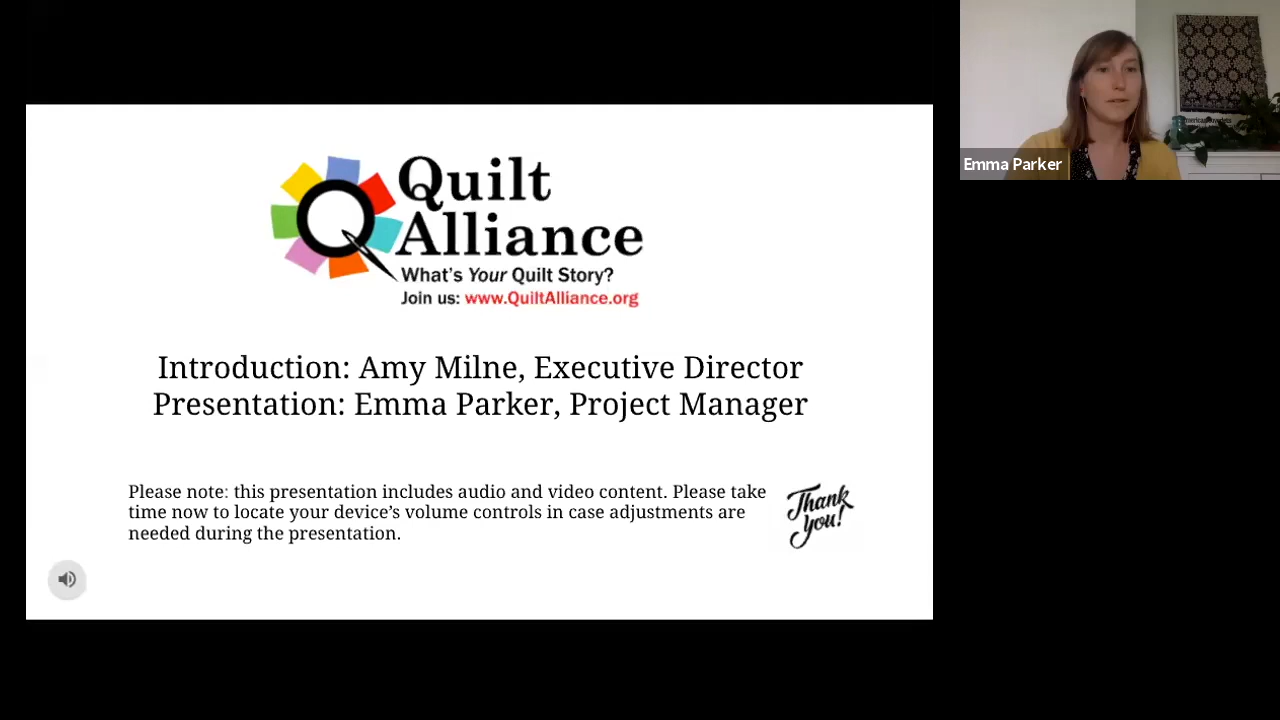 Quilt
Alliance
What's Your Quilt Story?
Join us: www.QuiltAlliance.org
Introduction: Amy Milne, Executive Director
Presentation: Emma Parker, Project Manager
Please note: this presentation includes audio and video content. Please take
time now to locate your device's volume controls in case adjustments are
needed during the presentation.
Thank
you!
Emma Parker